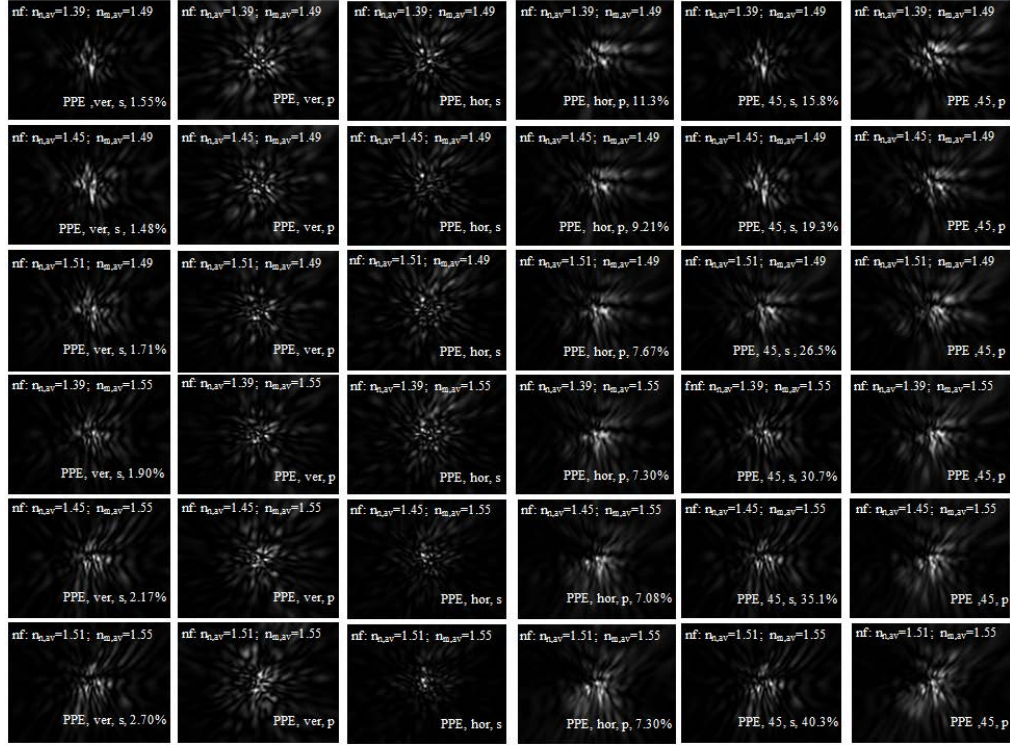 nf: nn,av=1.39; nm,av=1.49
PPE ,ver, s, 1.55%
nf: nn,av=1.39; nm,av=1.49
PPE, ver, p
nf: nn,av=1.39; nm,av=1.49
PPE, hor, s
nf: nn,av=1.39; nm,av=1.49
PPE, hor, p, 11.3%
nf: nn,av=1.39; nm,av=1.49
PPE, 45, s, 15.8%
nf: nn,av=1.39; nm,av=1.49
PPE ,45, p
nf: nn,av=1.45; nm,av=1.49
PPE, ver, s , 1.48%
nf: nn,av=1.45; nm,av=1.49
PPE, ver, p
nf: nn,av=1.45; nm,av=1.49
PPE, hor, s
nf: nn,av=1.45; nm,av=1.49
PPE, hor, p, 9.21%
nf: nn,av=1.45; nm,av=1.49
PPE, 45, s, 19.3%
nf: nn,av=1.45; nm,av=1.49
PPE ,45, p
nf: nn,av=1.51; nm,av=1.49
PPE, ver, s, 1.71%
nf: nn,av=1.51; nm,av=1.49
PPE, ver, p
nf: nn,av=1.51; nm,av=1.49
PPE, hor, s
nf: nn,av=1.51; nm,av=1.49
PPE, hor, p, 7.67%
nf: nn,av=1.51; nm,av=1.49
PPE, 45, s , 26.5%
nf: nn,av=1.51; nm,av=1.49
PPE ,45, p
nf: nn,av=1.39; nm,av=1.55
PPE, ver, s, 1.90%
nf: nn,av=1.39; nm,av=1.55
PPE, ver, p
nf: nn,av=1.39; nm,av=1.55
PPE, hor, s
nf: nn,av=1.39; nm,av=1.55
PPE, hor, p, 7.30%
fnf: nn,av=1.39; nm,av=1.55
PPE, 45, s, 30.7%
nf: nn,av=1.39; nm,av=1.55
PPE ,45, p
nf: nn,av=1.45; nm,av=1.55
PPE, ver, s, 2.17%
nf: nn,av=1.45; nm,av=1.55
PPE, ver, p
nf: nn,av=1.45; nm,av=1.55
PPE, hor, s
nf: nn,av=1.45; nm,av=1.55
PPE, hor, p, 7.08%
nf: nn,av=1.45; nm,av=1.55
PPE, 45, s, 35.1%
nf: nn,av=1.45; nm,av=1.55
PPE ,45, p
nf: nn,av=1.51; nm,av=1.55
PPE, ver, s, 2.70%
nf: nn,av=1.51; nm,av=1.55
PPE, ver, p
nf: nn,av=1.51; nm,av=1.55
PPE, hor, s
nf: nn,av=1.51; nm,av=1.55
PPE, hor, p, 7.30%
nf: nn,av=1.51; nm,av=1.55
PPE, 45, s, 40.3%
nf: nn,av=1.51; nm,av=1.55
PPE ,45, p